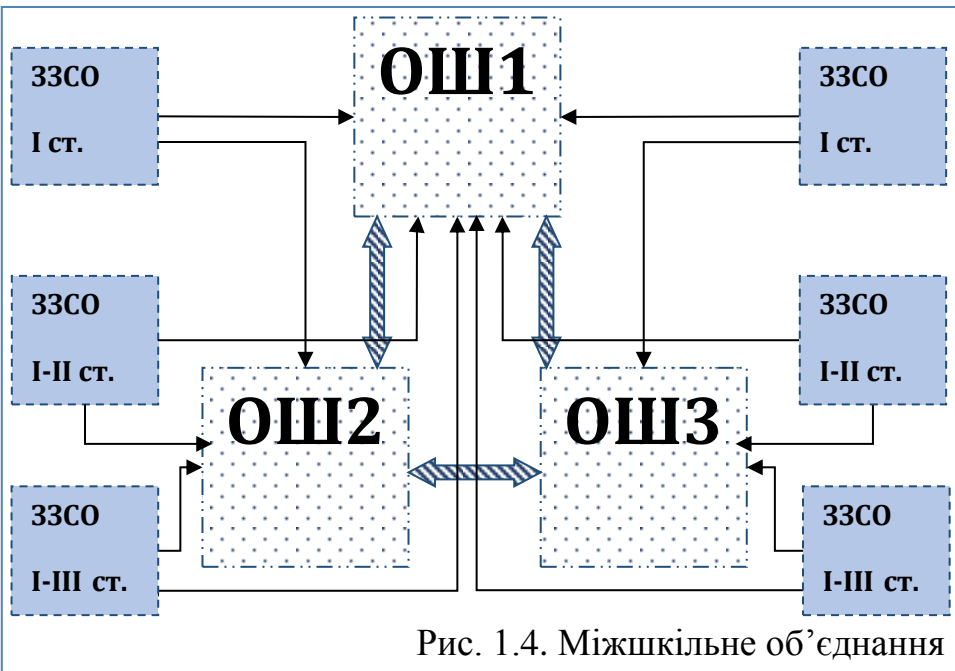 ЗЗСО
І ст.
ОШ1
ЗЗСО
І ст.
ЗЗСО
І-ІІ ст.
ЗЗСО
І-ІІ ст.
ОШ2
ОШ3
ЗЗСО
І-ІІІ ст.
ЗЗСО
І-ІІІ ст.
Рис. 1.4. Міжшкільне об’єднання